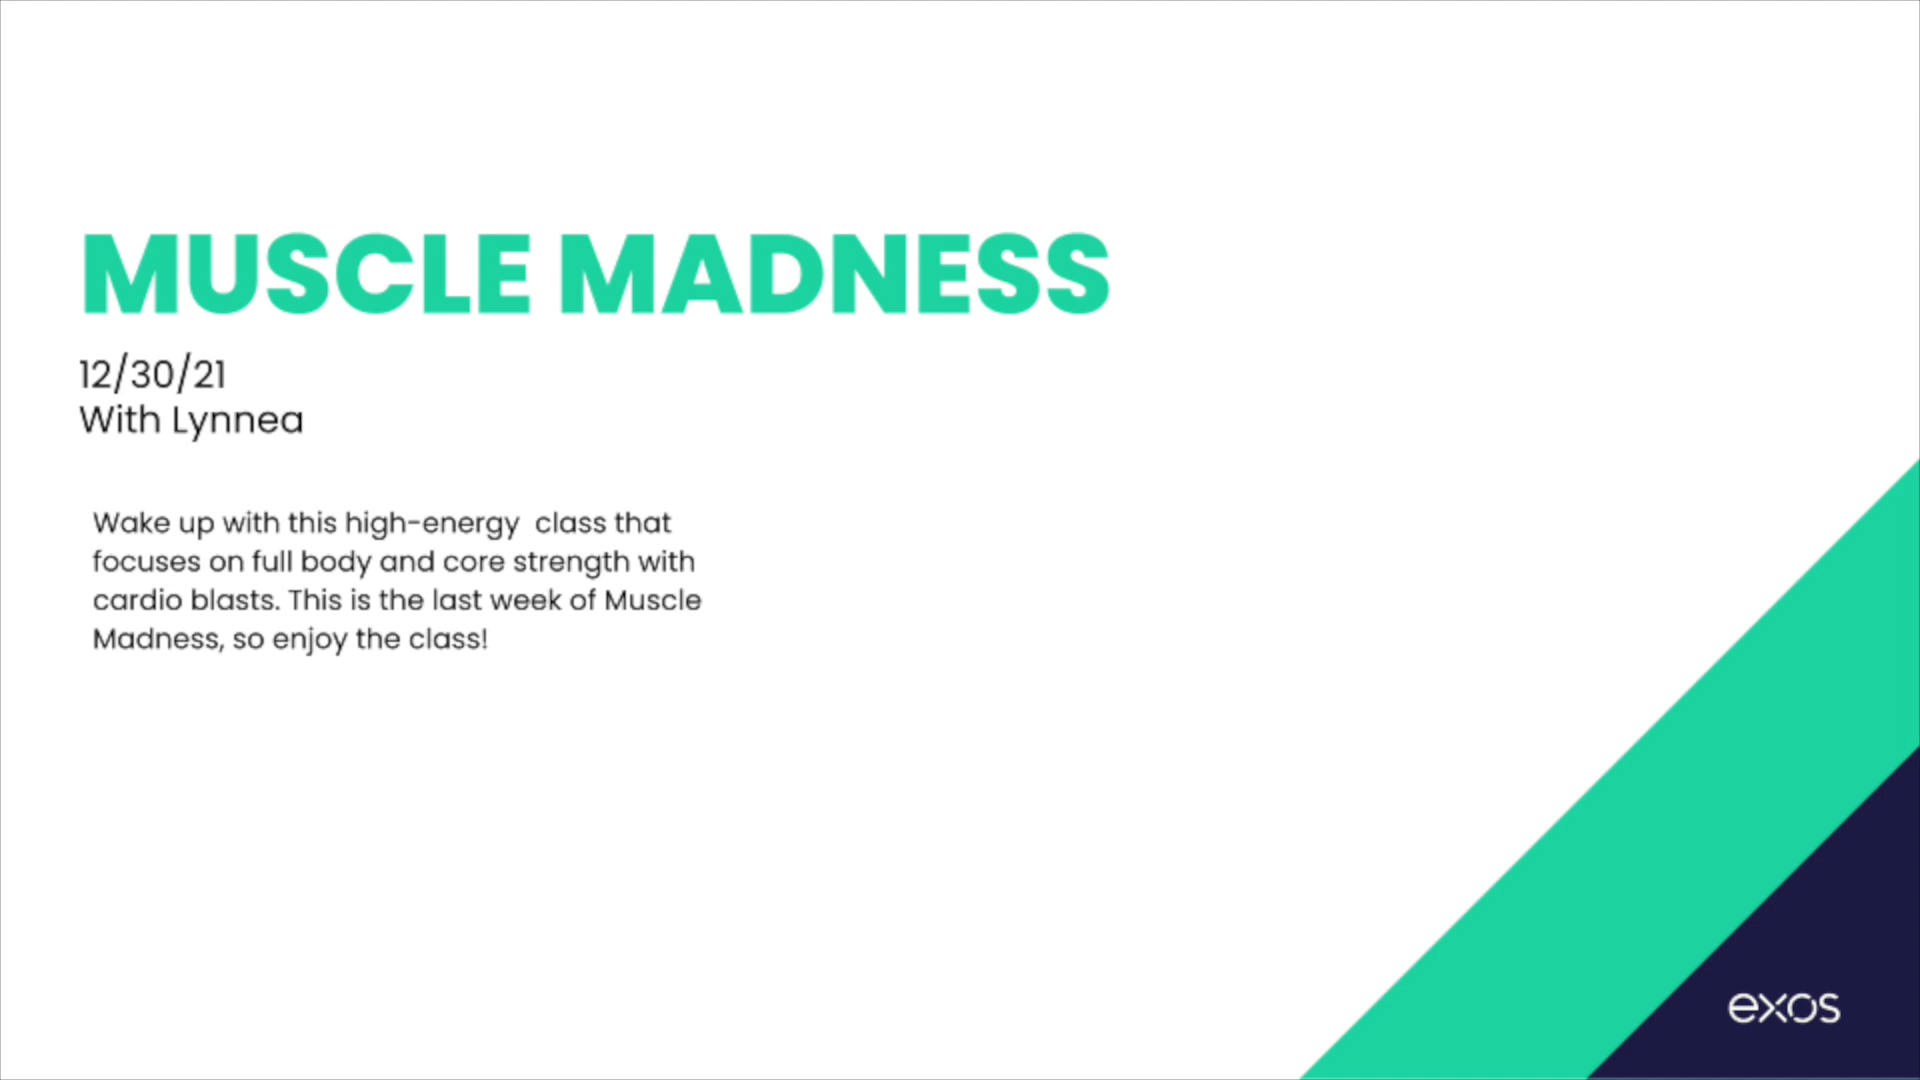 MUSCLE MADNESS
12/30/21
With Lynnea
Wake up with this high-energy  class that
focuses on full body and core strength with
cardio blasts. This is the last week of Muscle
Madness, so enjoy the class!
exos